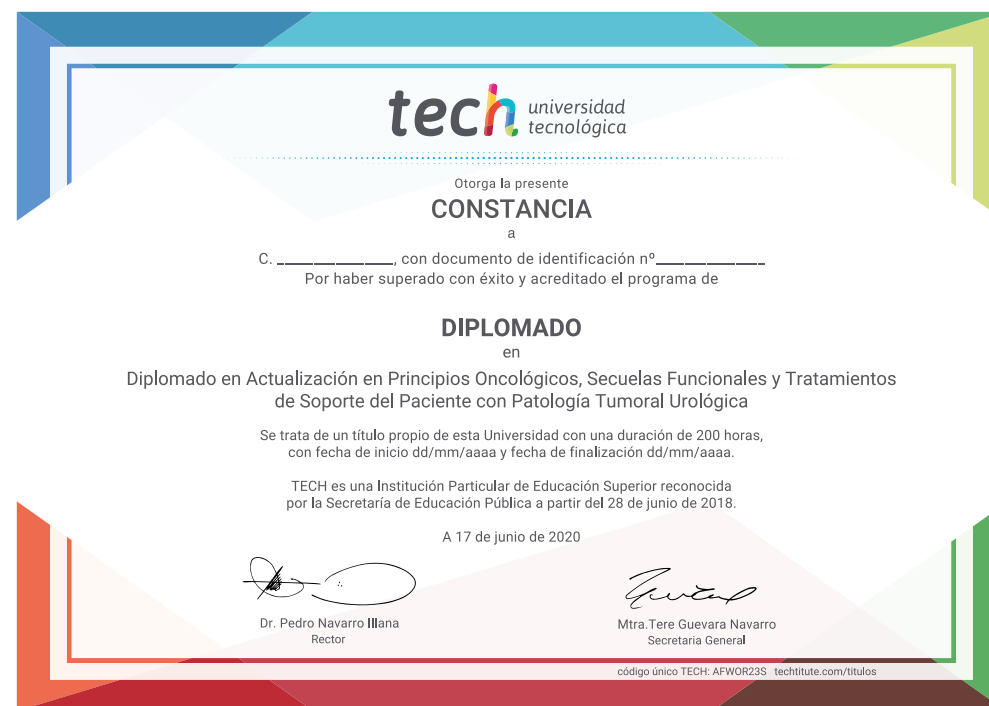 tech universidad
tecnológica
Otorga la presente
CONSTANCIA
a
C. ______________, con documento de identificación nº_____________
Por haber superado con éxito y acreditado el programa de
DIPLOMADO
en
Diplomado en Actualización en Principios Oncológicos, Secuelas Funcionales y Tratamientos
de Soporte del Paciente con Patología Tumoral Urológica
Se trata de un título propio de esta Universidad con una duración de 200 horas,
con fecha de inicio dd/mm/aaaa y fecha de finalización dd/mm/aaaa.
TECH es una Institución Particular de Educación Superior reconocida
por la Secretaría de Educación Pública a partir del 28 de junio de 2018.
A 17 de junio de 2020
Dr. Pedro Navarro Illana
Rector
Mtra.Tere Guevara Navarro
Secretaria General
código único TECH: AFWOR23S techtitute.com/titulos